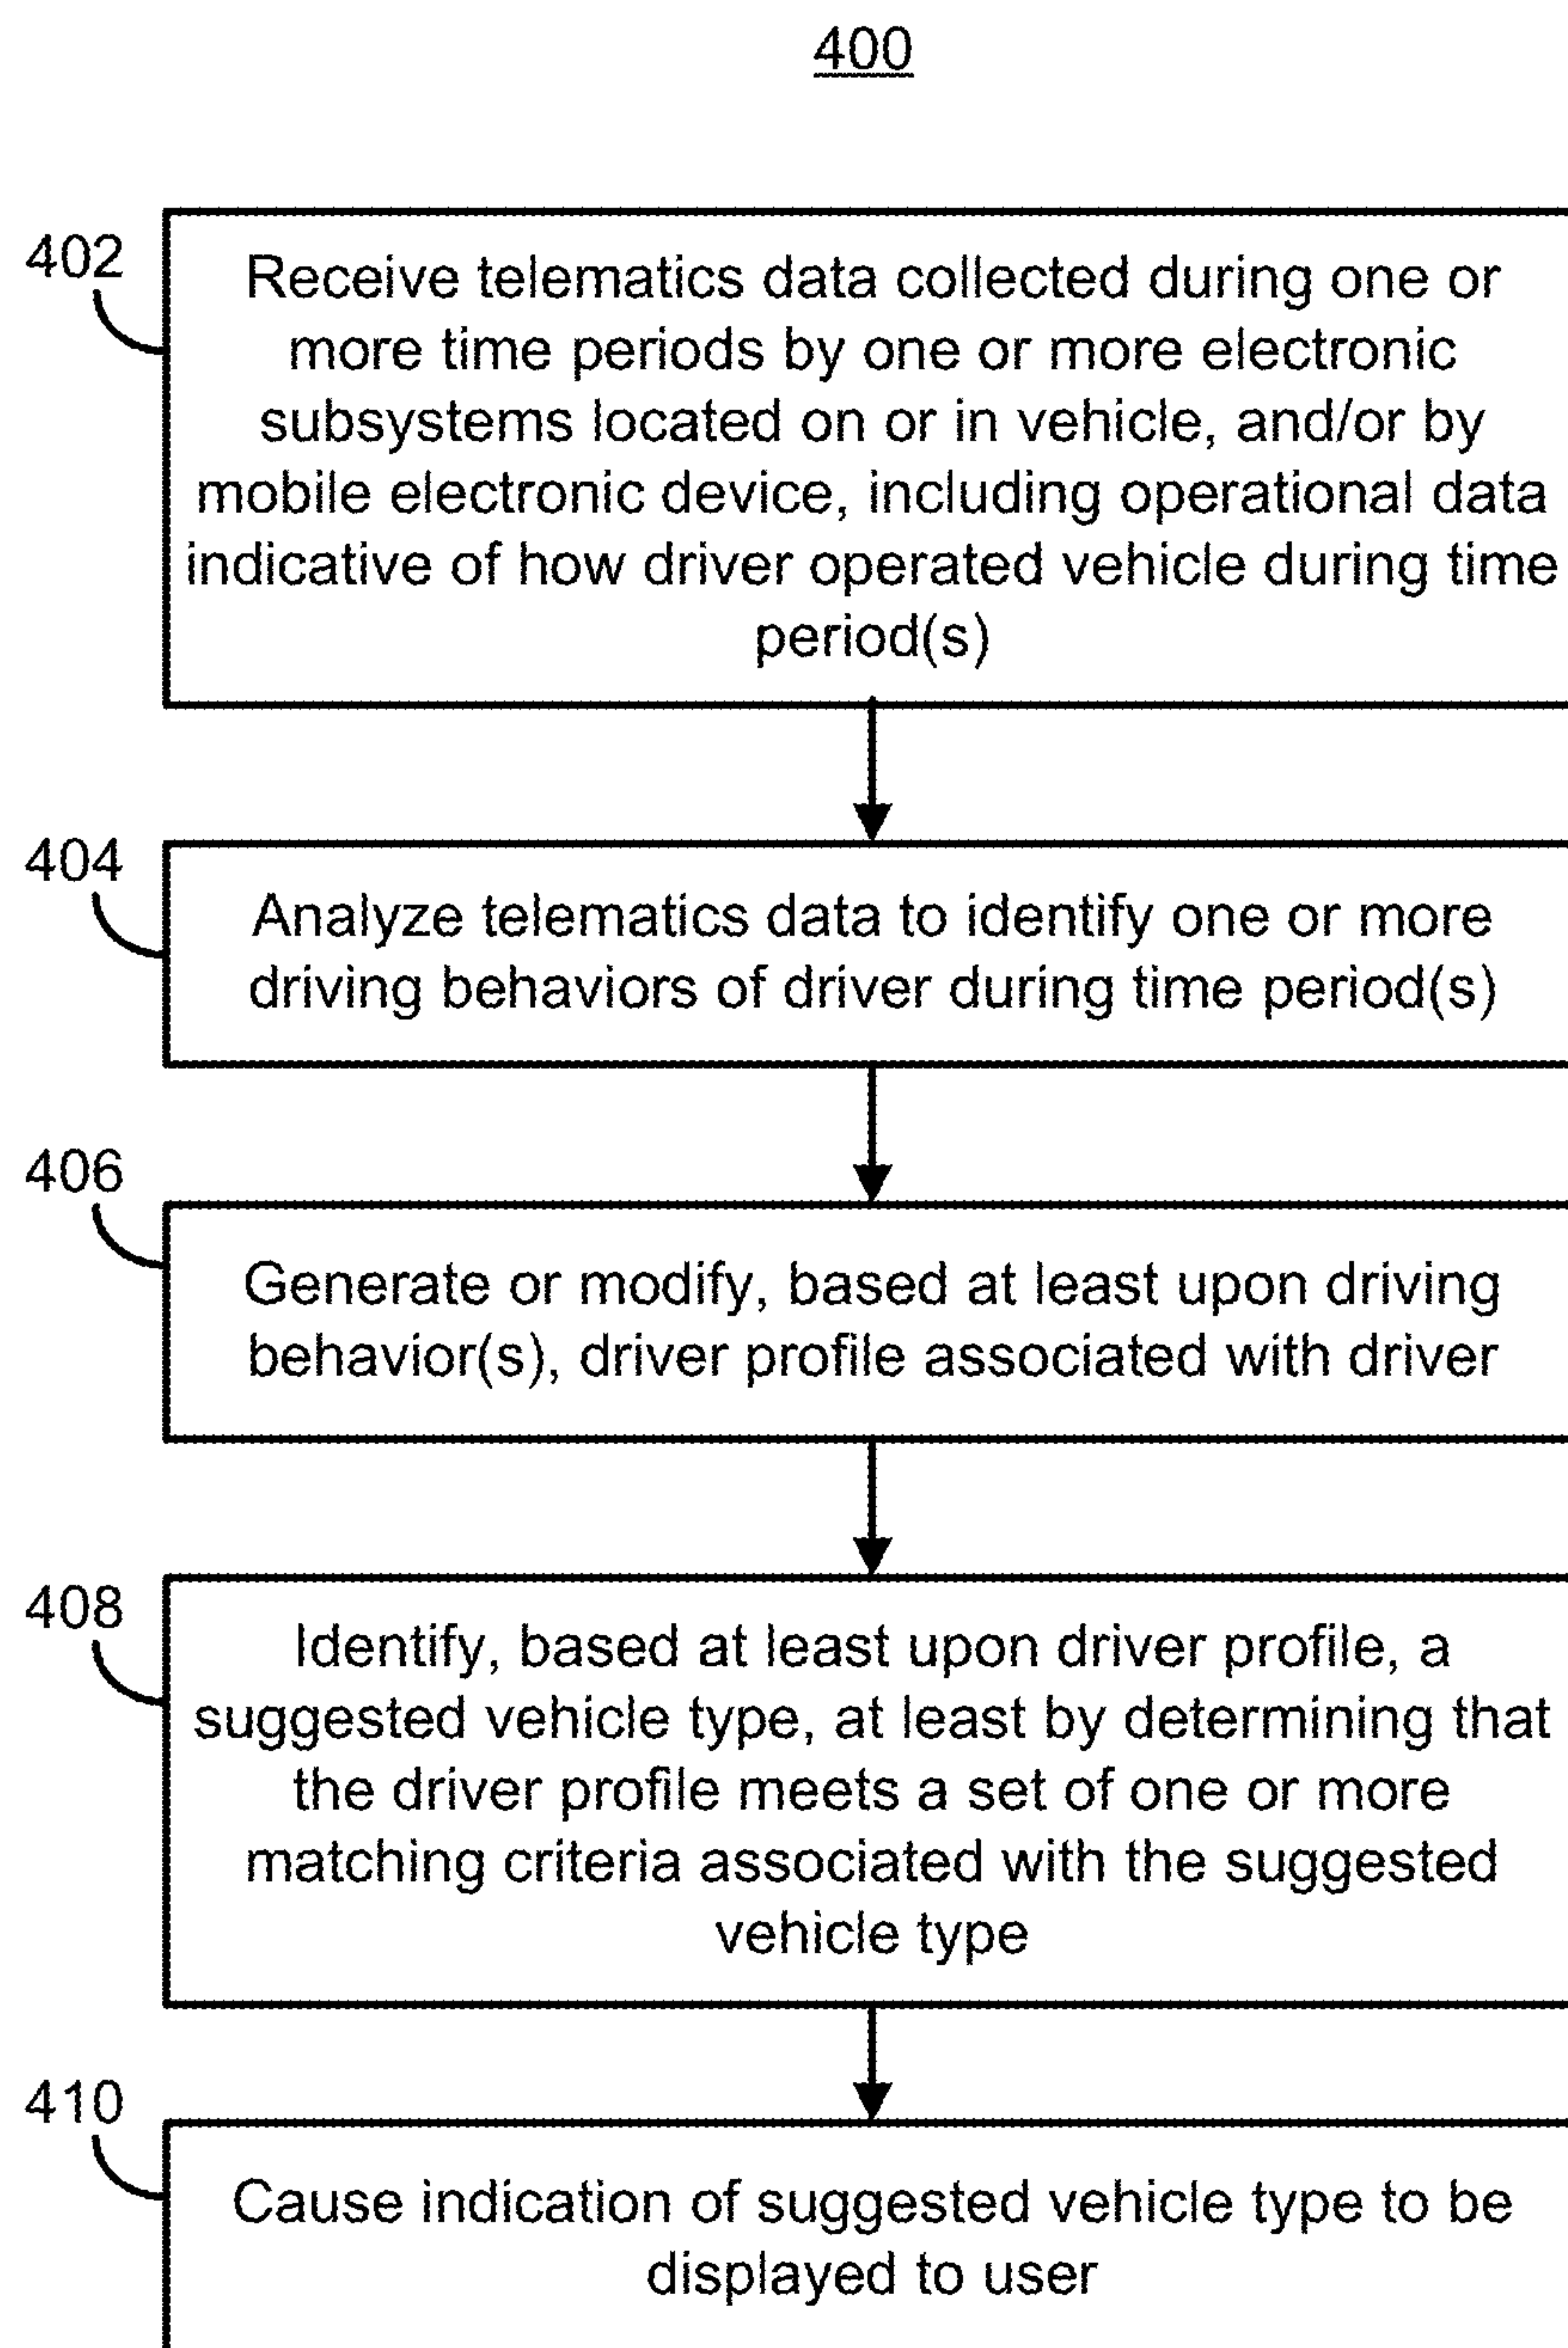 400
402
Receive telematics data collected during one or
more time periods by one or more electronic
subsystems located on or in vehicle, and/or by
mobile electronic device, including operational data
indicative of how driver operated vehicle during time
period(s)
404
Analyze telematics data to identify one or more
driving behaviors of driver during time period(s)
406
Generate or modify, based at least upon driving
behavior(s), driver profile associated with driver
408
Identify, based at least upon driver profile, a
suggested vehicle type, at least by determining that
the driver profile meets a set of one or more
matching criteria associated with the suggested
vehicle type
410
Cause indication of suggested vehicle type to be
displayed to user